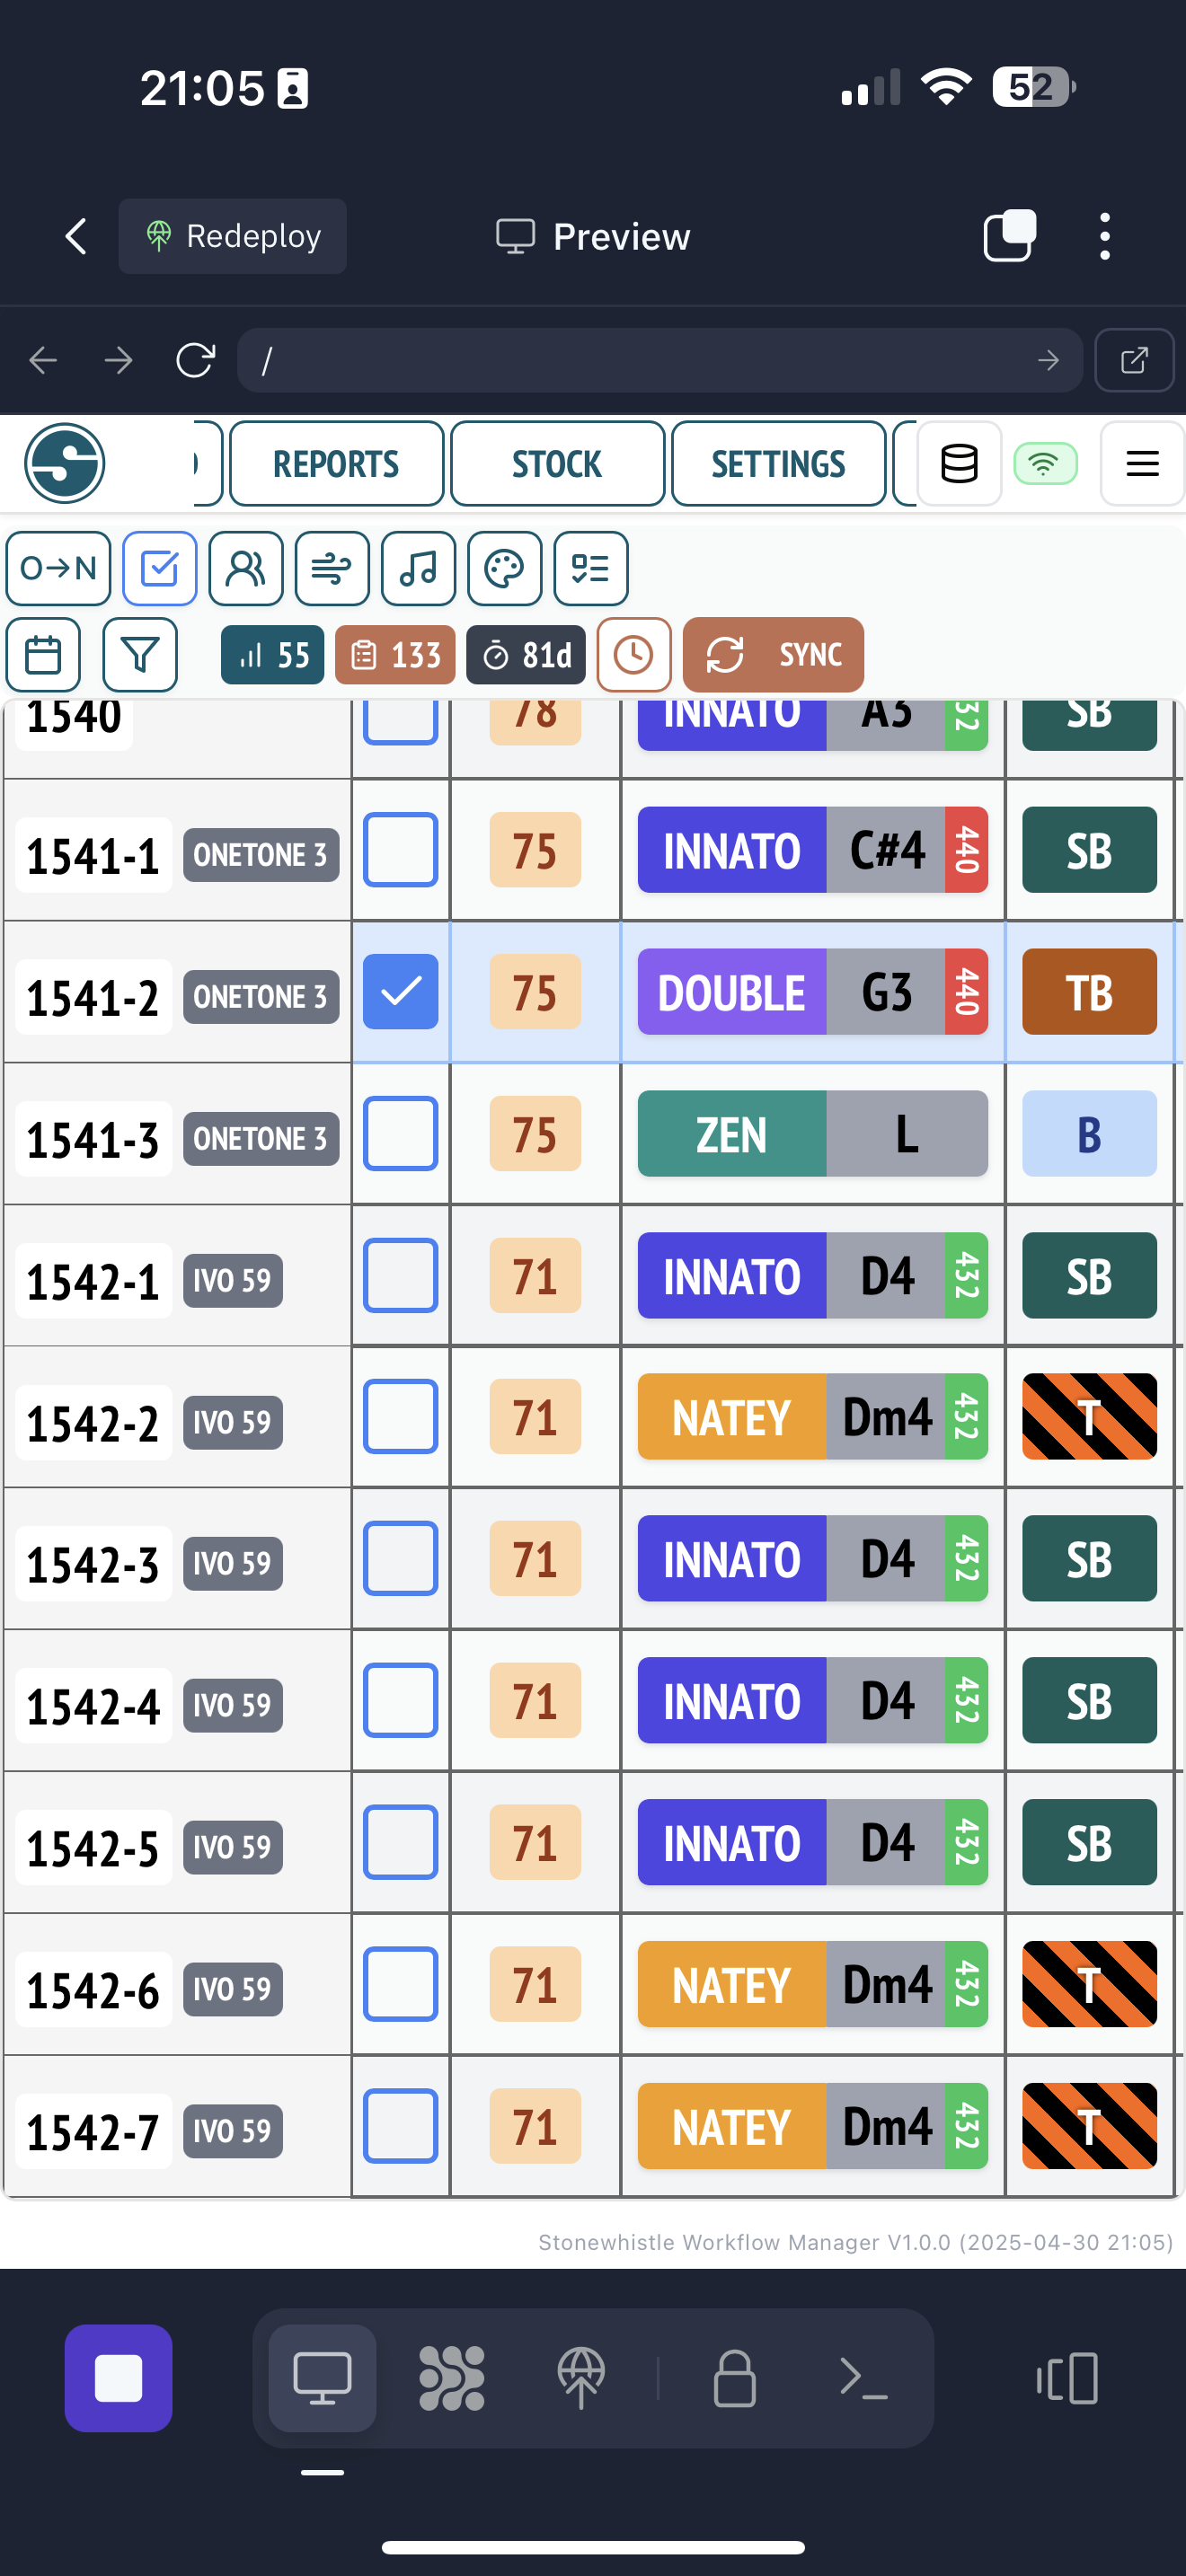 21:05 52
Redeploy Preview
/
REPORTS STOCK SETTINGS
O→N
55 133 81d SYNC
1540 78 INNATO A3 432 SB
1541-1 ONETONE 3 75 INNATO C#4 440 SB
1541-2 ONETONE 3 75 DOUBLE G3 440 TB
1541-3 ONETONE 3 75 ZEN L B
1542-1 IVO 59 71 INNATO D4 432 SB
1542-2 IVO 59 71 NATEY Dm4 432 T
1542-3 IVO 59 71 INNATO D4 432 SB
1542-4 IVO 59 71 INNATO D4 432 SB
1542-5 IVO 59 71 INNATO D4 432 SB
1542-6 IVO 59 71 NATEY Dm4 432 T
1542-7 IVO 59 71 NATEY Dm4 432 T
Stonewhistle Workflow Manager V1.0.0 (2025-04-30 21:05)